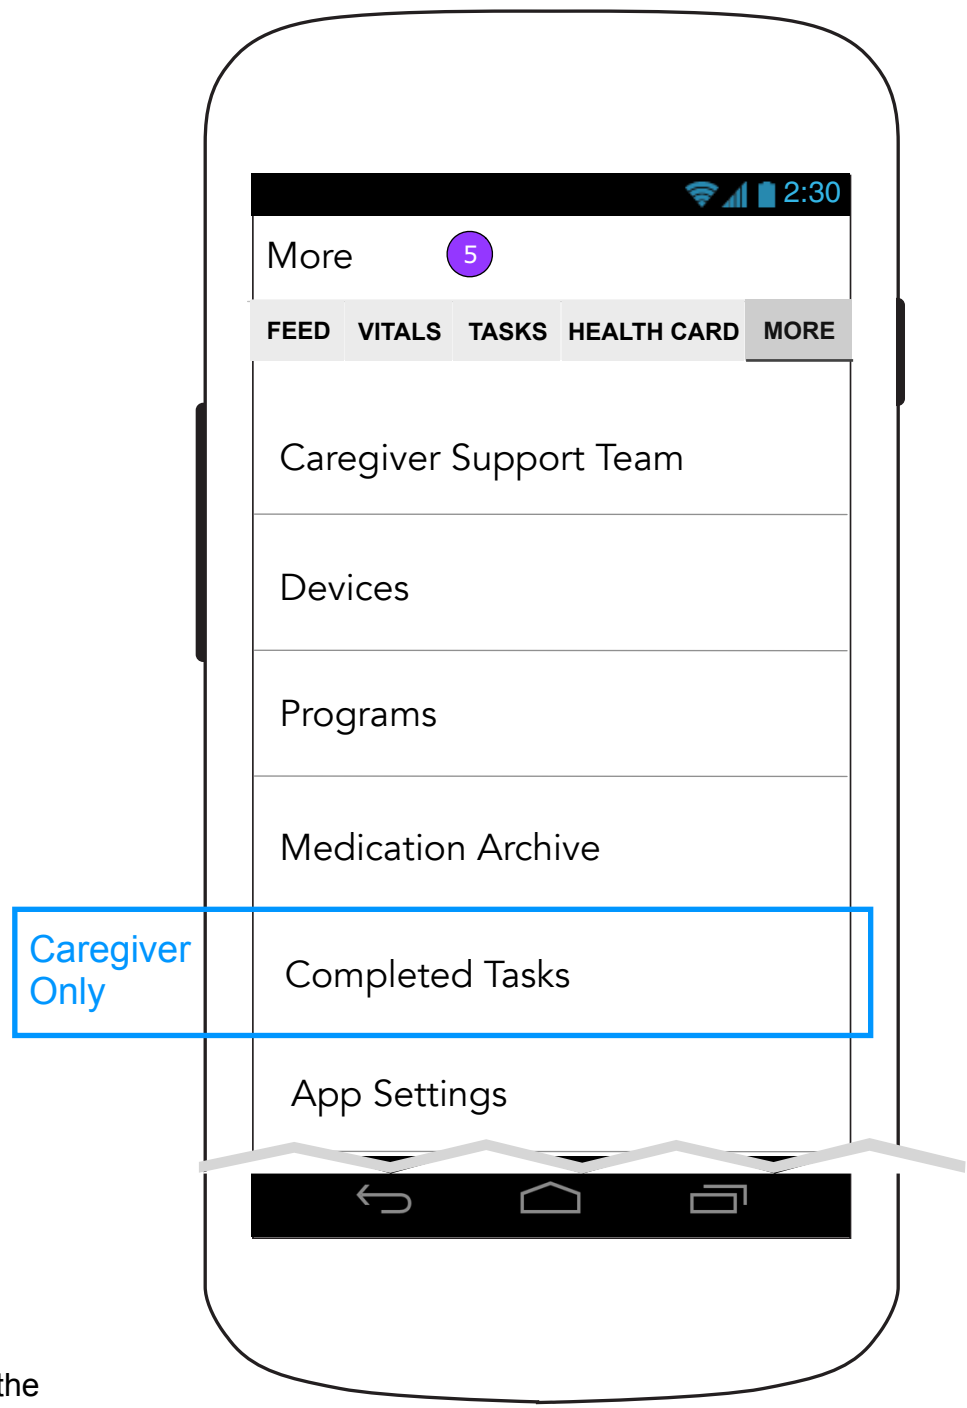 2:30
More 5
FEED VITALS TASKS HEALTH CARD MORE
Caregiver Support Team
Devices
Programs
Medication Archive
Caregiver
Only
Completed Tasks
App Settings
the